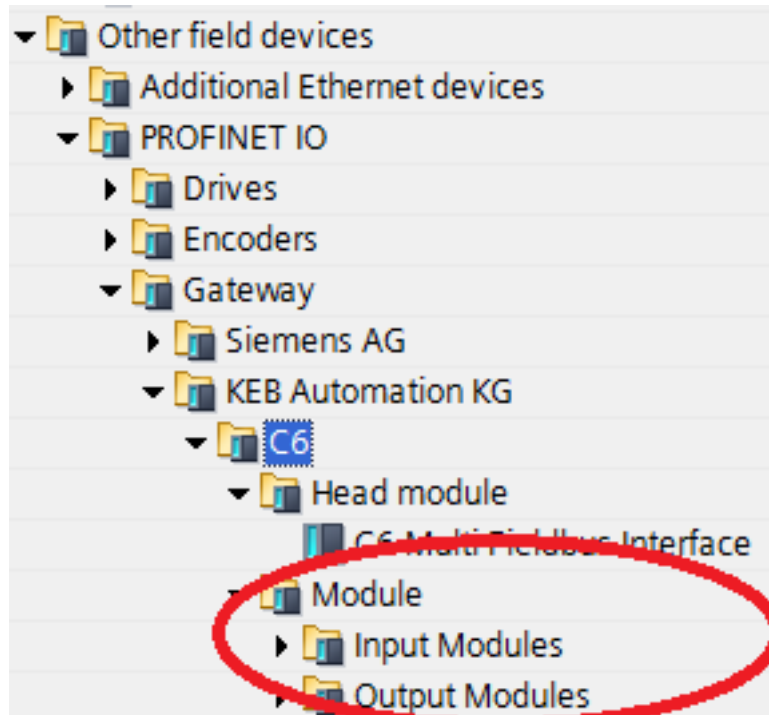 Other field devices
Additional Ethernet devices
PROFINET IO
Drives
Encoders
Gateway
Siemens AG
KEB Automation KG
C6
Head module
C6 Multi Fieldbus Interface
Module
Input Modules
Output Modules